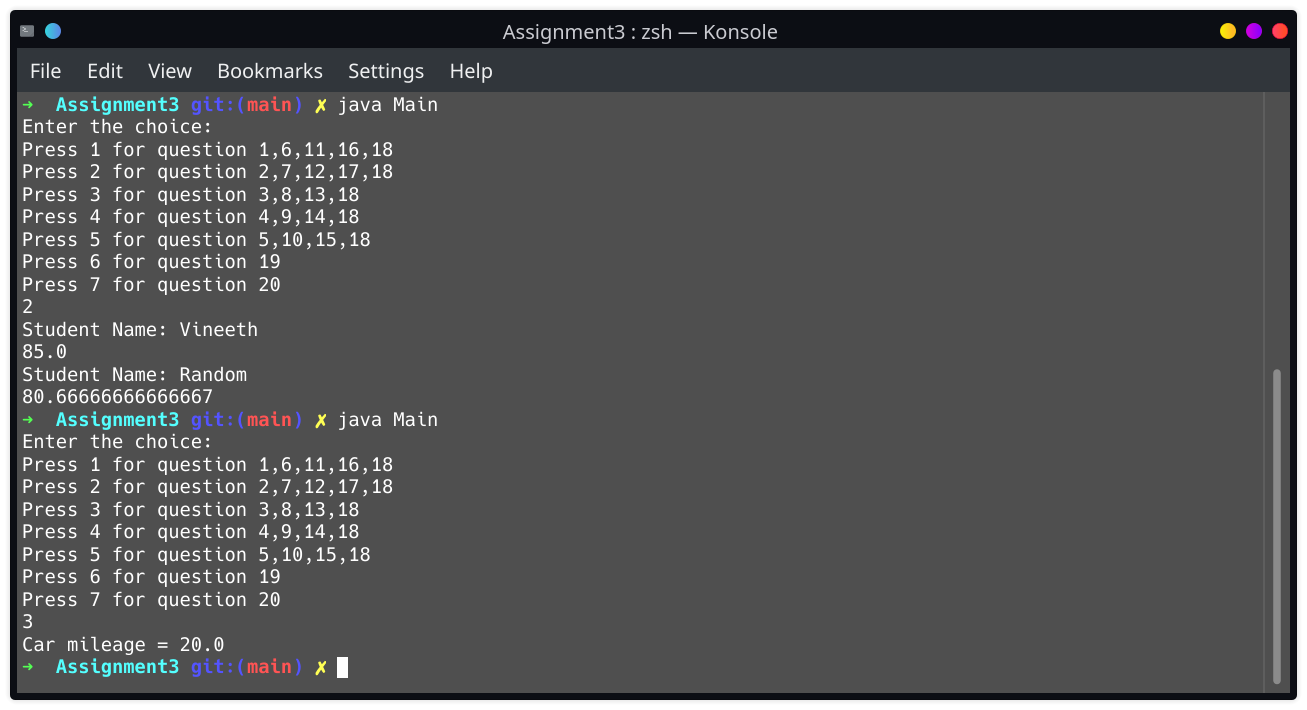 Assignment3 : zsh — Konsole
File Edit View Bookmarks Settings Help
➜ Assignment3 git:(main) ✗ java Main
Enter the choice:
Press 1 for question 1,6,11,16,18
Press 2 for question 2,7,12,17,18
Press 3 for question 3,8,13,18
Press 4 for question 4,9,14,18
Press 5 for question 5,10,15,18
Press 6 for question 19
Press 7 for question 20
2
Student Name: Vineeth
85.0
Student Name: Random
80.66666666666667
➜ Assignment3 git:(main) ✗ java Main
Enter the choice:
Press 1 for question 1,6,11,16,18
Press 2 for question 2,7,12,17,18
Press 3 for question 3,8,13,18
Press 4 for question 4,9,14,18
Press 5 for question 5,10,15,18
Press 6 for question 19
Press 7 for question 20
3
Car mileage = 20.0
➜ Assignment3 git:(main) ✗